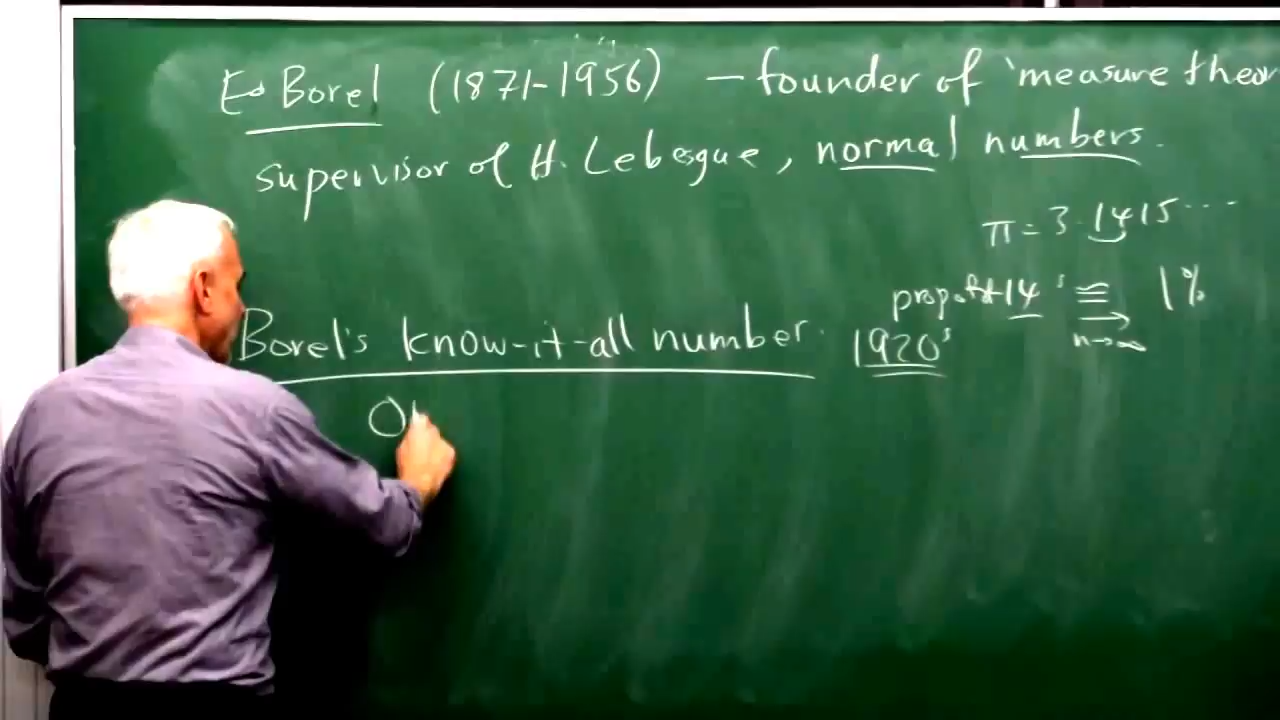 Ed Borel (1871-1956) — founder of 'measure theor
supervisor of H. Lebesgue, normal numbers.
π = 3.1415....
prop of 14's ≅ 1%
n→∞
Borel's know-it-all number. 1920's
0